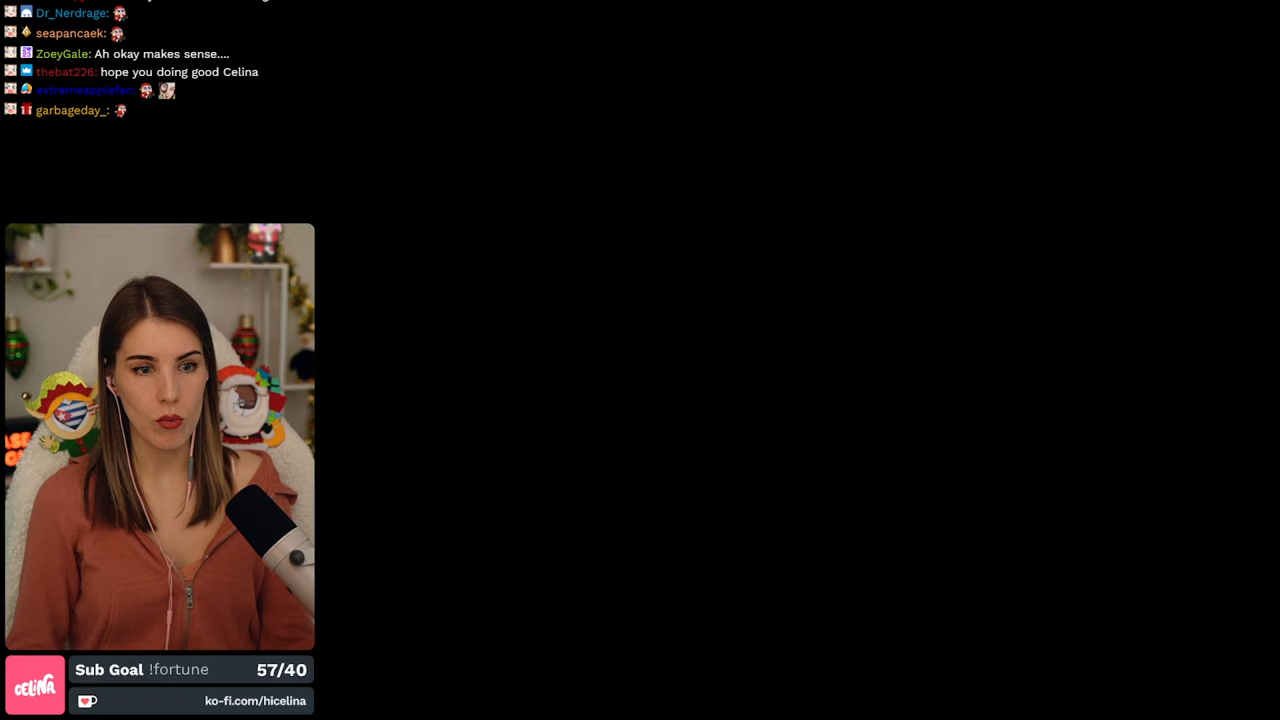 Dr_Nerdrage:
seapancaek:
ZoeyGale: Ah okay makes sense....
thebat226: hope you doing good Celina
extremeapplefan:
garbageday_:
CELINA
Sub Goal !fortune 57/40
ko-fi.com/hicelina